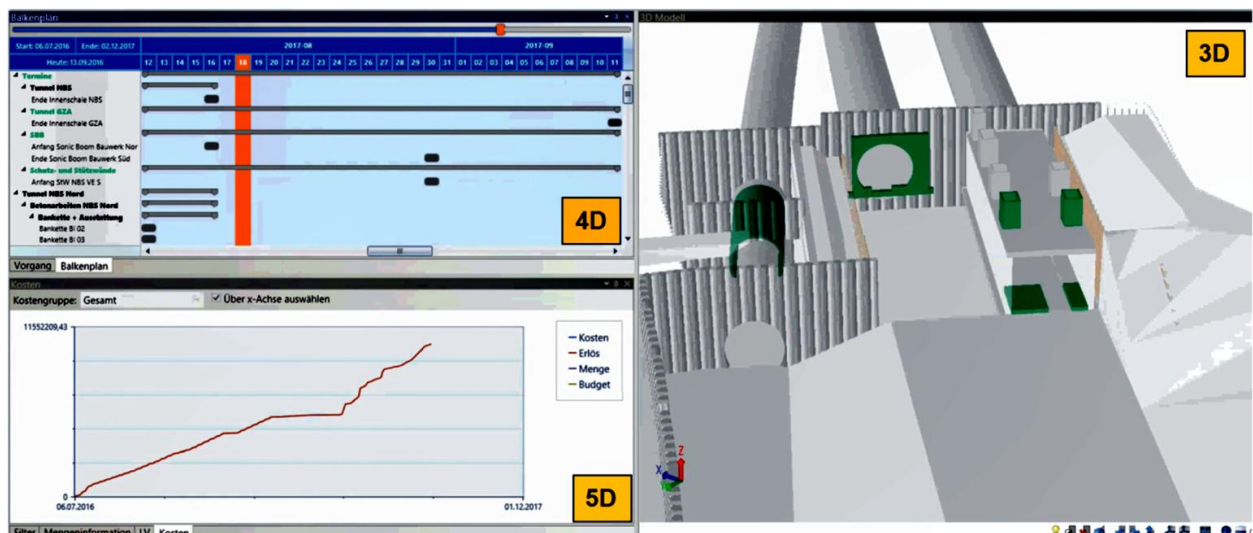 Balkenplan
Start: 06.07.2016 Ende: 02.12.2017
2017-08 2017-09
Heute: 13.09.2016
12 13 14 15 16 17 18 19 20 21 22 23 24 25 26 27 28 29 30 31 01 02 03 04 05 06 07 08 09 10 11
Termine
Tunnel NBS
Ende Innenschale NBS
Tunnel GZA
Ende Innenschale GZA
SBB
Anfang Sonic Boom Bauwerk Nor
Ende Sonic Boom Bauwerk Süd
Schutz- und Stützwände
Anfang StW NBS VE S
Tunnel NBS Nord
Betonarbeiten NBS Nord
Bankette + Ausstattung
Bankette Bl 02
Bankette Bl 03
4D
Vorgang Balkenplan
Kosten
Kostengruppe: Gesamt
Über x-Achse auswählen
11552209,43
Kosten
Erlös
Menge
Budget
0
06.07.2016
01.12.2017
5D
Filter Mengeninformation LV Kosten
3D Modell
3D
Z
X